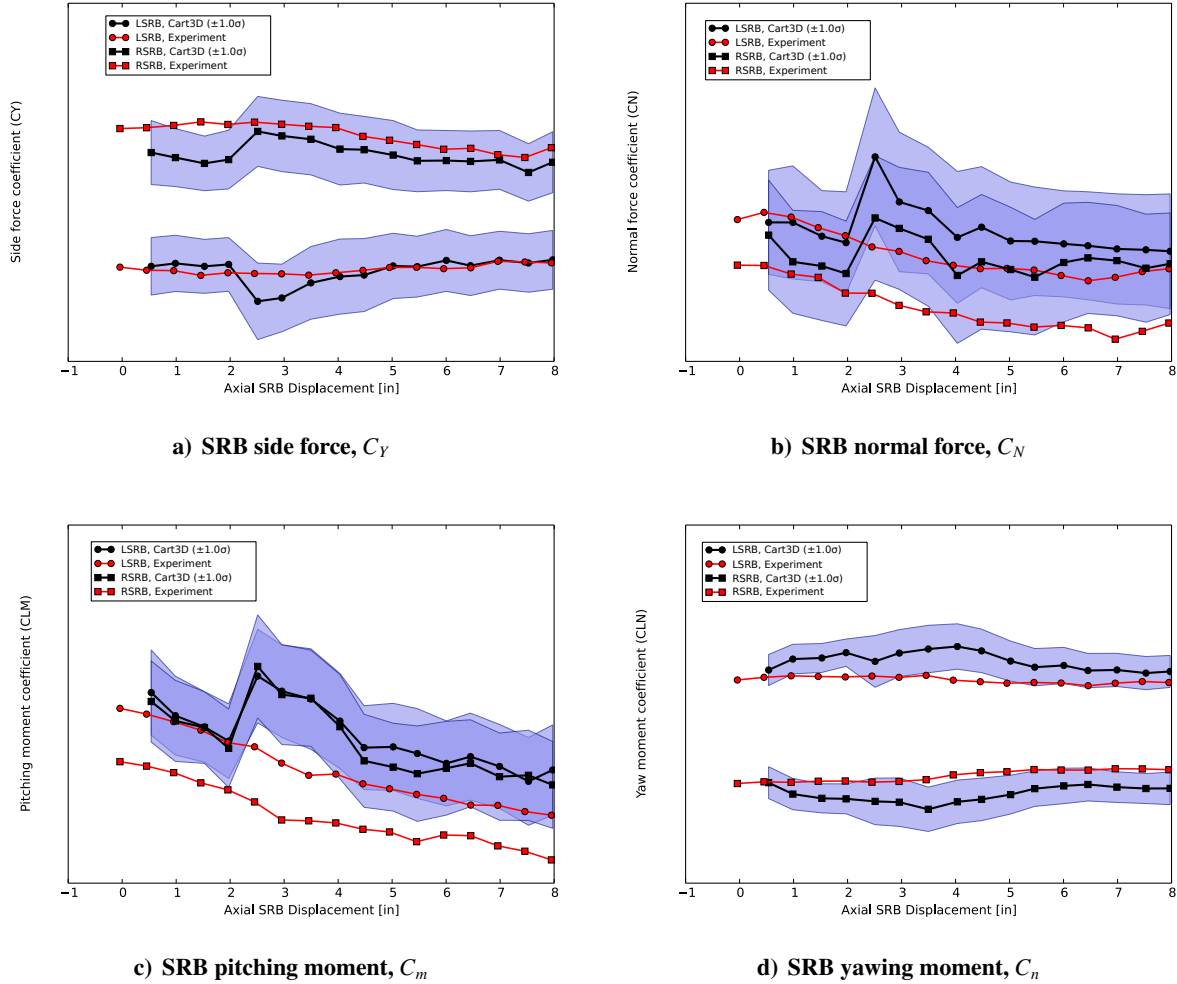 LSRB, Cart3D (±1.0σ)
LSRB, Experiment
RSRB, Cart3D (±1.0σ)
RSRB, Experiment
Side force coefficient (CY)
−1 0 1 2 3 4 5 6 7 8
Axial SRB Displacement [in]
a) SRB side force, C_Y
LSRB, Cart3D (±1.0σ)
LSRB, Experiment
RSRB, Cart3D (±1.0σ)
RSRB, Experiment
Normal force coefficient (CN)
−1 0 1 2 3 4 5 6 7 8
Axial SRB Displacement [in]
b) SRB normal force, C_N
LSRB, Cart3D (±1.0σ)
LSRB, Experiment
RSRB, Cart3D (±1.0σ)
RSRB, Experiment
Pitching moment coefficient (CLM)
−1 0 1 2 3 4 5 6 7 8
Axial SRB Displacement [in]
c) SRB pitching moment, C_m
LSRB, Cart3D (±1.0σ)
LSRB, Experiment
RSRB, Cart3D (±1.0σ)
RSRB, Experiment
Yaw moment coefficient (CLN)
−1 0 1 2 3 4 5 6 7 8
Axial SRB Displacement [in]
d) SRB yawing moment, C_n